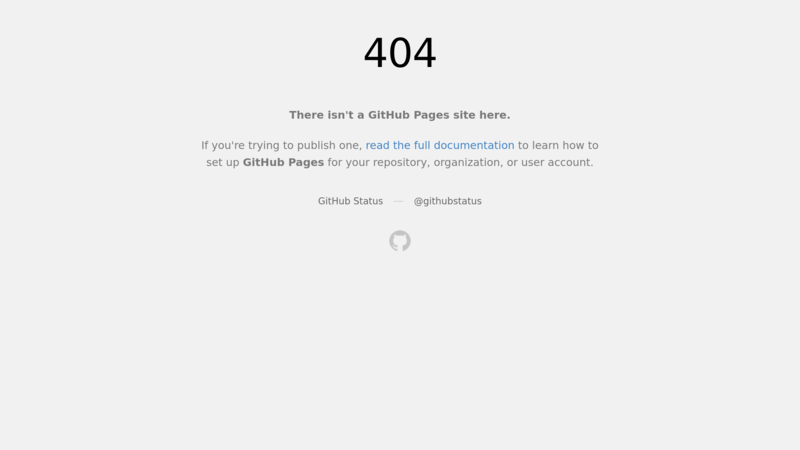 404
There isn't a GitHub Pages site here.
If you're trying to publish one, read the full documentation to learn how to
set up GitHub Pages for your repository, organization, or user account.
GitHub Status — @githubstatus